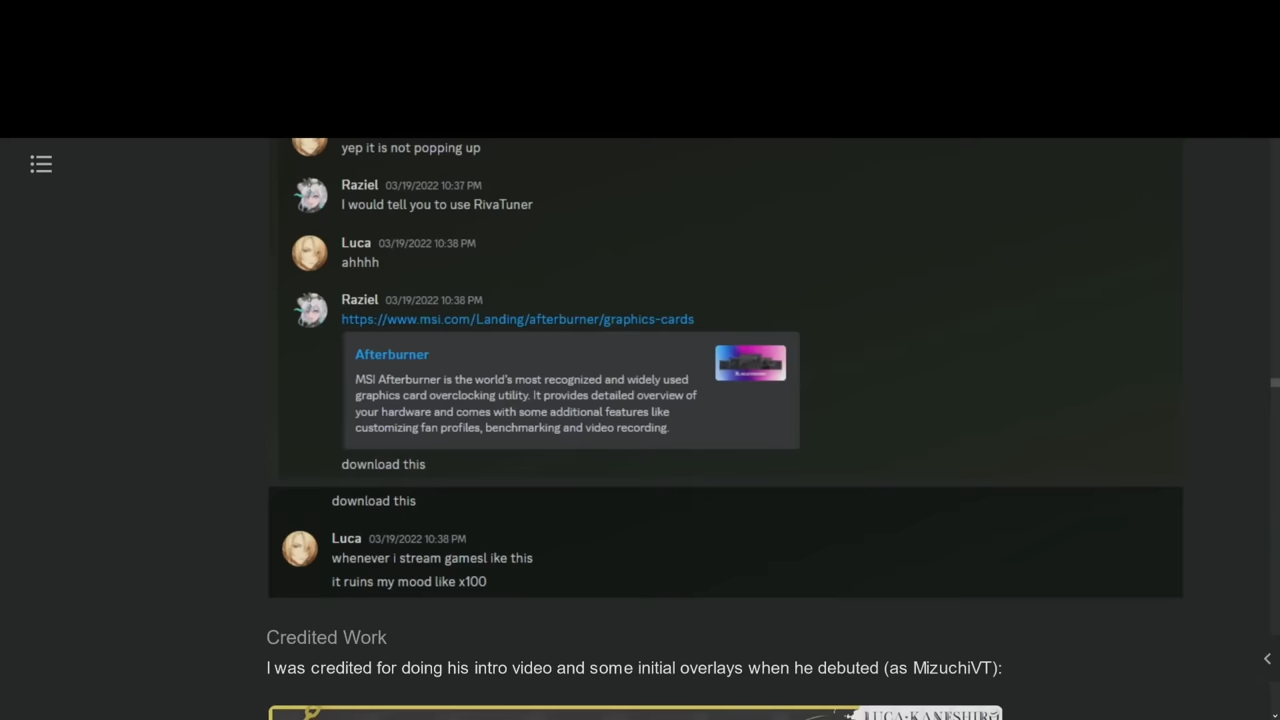 yep it is not popping up
Raziel 03/19/2022 10:37 PM
I would tell you to use RivaTuner
Luca 03/19/2022 10:38 PM
ahhhh
Raziel 03/19/2022 10:38 PM
https://www.msi.com/Landing/afterburner/graphics-cards
Afterburner
MSI Afterburner is the world's most recognized and widely used
graphics card overclocking utility. It provides detailed overview of
your hardware and comes with some additional features like
customizing fan profiles, benchmarking and video recording.
download this
download this
Luca 03/19/2022 10:38 PM
whenever i stream gamesl ike this
it ruins my mood like x100
Credited Work
I was credited for doing his intro video and some initial overlays when he debuted (as MizuchiVT):
LUCA·KANESHIRO